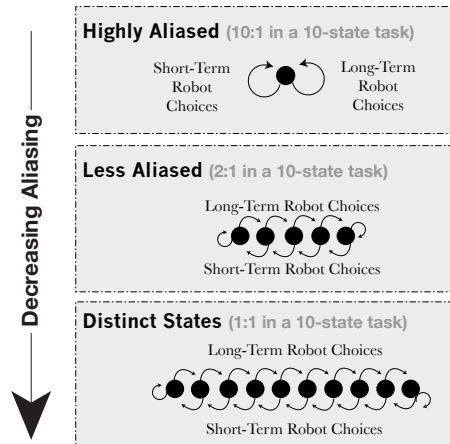 Decreasing Aliasing
Highly Aliased (10:1 in a 10-state task)
Short-Term
Robot
Choices
Long-Term
Robot
Choices
Less Aliased (2:1 in a 10-state task)
Long-Term Robot Choices
Short-Term Robot Choices
Distinct States (1:1 in a 10-state task)
Long-Term Robot Choices
Short-Term Robot Choices